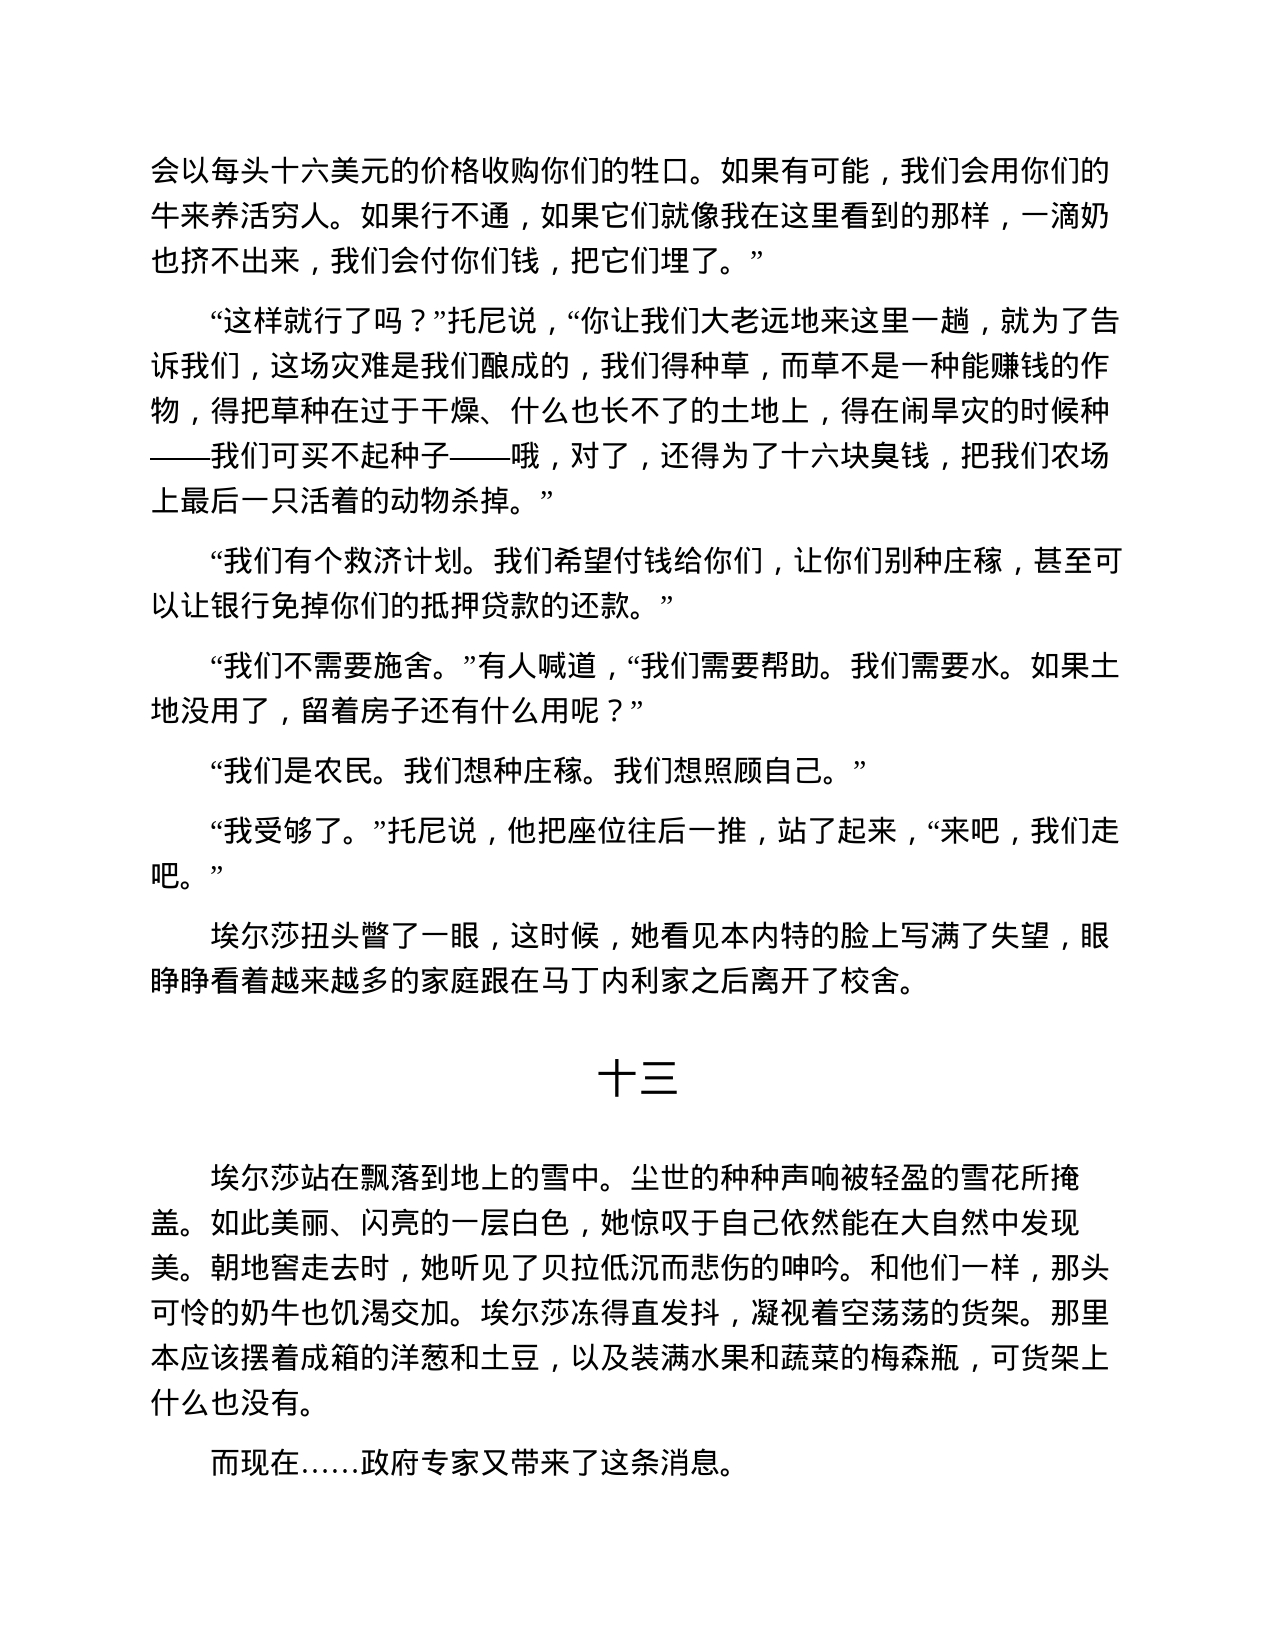 会以每头十六美元的价格收购你们的牲口。如果有可能，我们会用你们的
牛来养活穷人。如果行不通，如果它们就像我在这里看到的那样，一滴奶
也挤不出来，我们会付你们钱，把它们埋了。”
“这样就行了吗？”托尼说，“你让我们大老远地来这里一趟，就为了告
诉我们，这场灾难是我们酿成的，我们得种草，而草不是一种能赚钱的作
物，得把草种在过于干燥、什么也长不了的土地上，得在闹旱灾的时候种
——我们可买不起种子——哦，对了，还得为了十六块臭钱，把我们农场
上最后一只活着的动物杀掉。”
“我们有个救济计划。我们希望付钱给你们，让你们别种庄稼，甚至可
以让银行免掉你们的抵押贷款的还款。”
“我们不需要施舍。”有人喊道，“我们需要帮助。我们需要水。如果土
地没用了，留着房子还有什么用呢？”
“我们是农民。我们想种庄稼。我们想照顾自己。”
“我受够了。”托尼说，他把座位往后一推，站了起来，“来吧，我们走
吧。”
埃尔莎扭头瞥了一眼，这时候，她看见本内特的脸上写满了失望，眼
睁睁看着越来越多的家庭跟在马丁内利家之后离开了校舍。
十三
埃尔莎站在飘落到地上的雪中。尘世的种种声响被轻盈的雪花所掩
盖。如此美丽、闪亮的一层白色，她惊叹于自己依然能在大自然中发现
美。朝地窖走去时，她听见了贝拉低沉而悲伤的呻吟。和他们一样，那头
可怜的奶牛也饥渴交加。埃尔莎冻得直发抖，凝视着空荡荡的货架。那里
本应该摆着成箱的洋葱和土豆，以及装满水果和蔬菜的梅森瓶，可货架上
什么也没有。
而现在……政府专家又带来了这条消息。